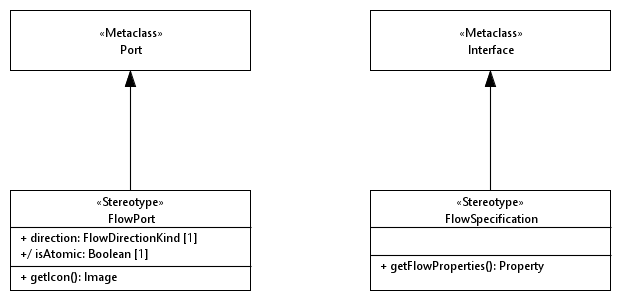 «Metaclass»
Port
«Metaclass»
Interface
«Stereotype»
FlowPort
+ direction: FlowDirectionKind [1]
+/ isAtomic: Boolean [1]
+ getIcon(): Image
«Stereotype»
FlowSpecification
+ getFlowProperties(): Property